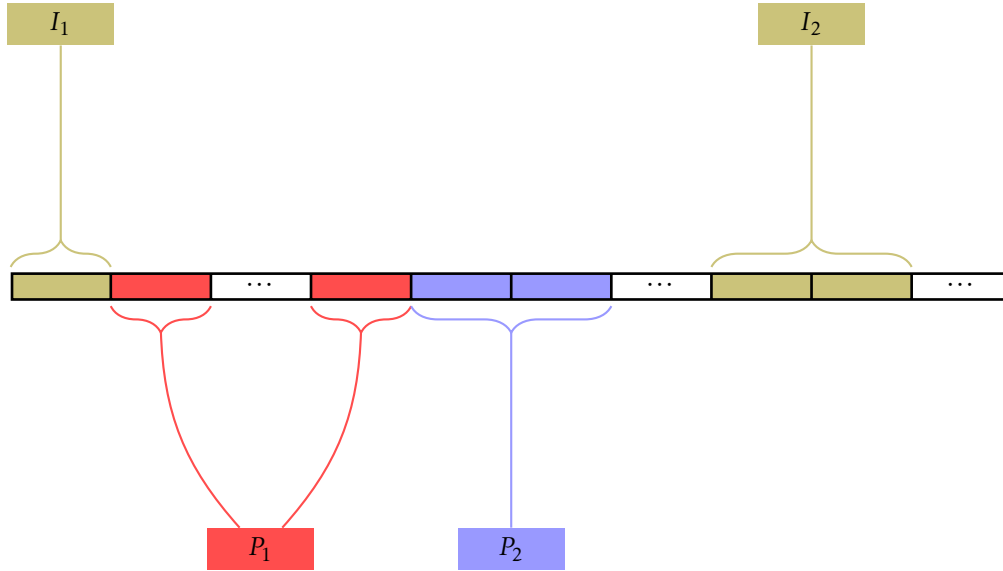 I₁
I₂
⋯ ⋯ ⋯
P₁
P₂